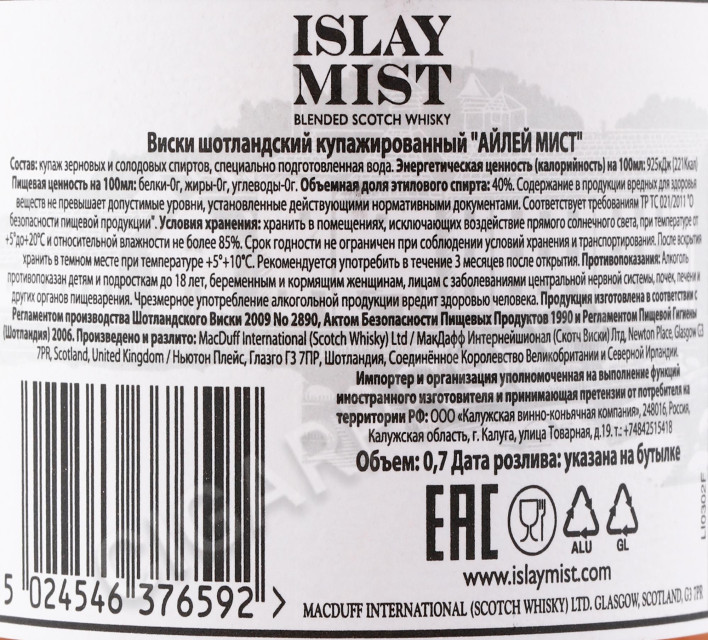 ISLAY
MIST
BLENDED SCOTCH WHISKY
Виски шотландский купажированный "АЙЛЕЙ МИСТ"
Состав: купаж зерновых и солодовых спиртов, специально подготовленная вода. Энергетическая ценность (калорийность) на 100мл: 925кДж (221Ккал)
Пищевая ценность на 100мл: белки-0г, жиры-0г, углеводы-0г. Объемная доля этилового спирта: 40%. Содержание в продукции вредных для здоровья
веществ не превышает допустимые уровни, установленные действующими нормативными документами. Соответствует требованиям ТР ТС 021/2011 "О
безопасности пищевой продукции". Условия хранения: хранить в помещениях, исключающих воздействие прямого солнечного света, при температуре от
+5°до+20°С и относительной влажности не более 85%. Срок годности не ограничен при соблюдении условий хранения и транспортирования. После вскрытия
хранить в темном месте при температуре +5°+10°С. Рекомендуется употребить в течение 3 месяцев после открытия. Противопоказания: Алкоголь
противопоказан детям и подросткам до 18 лет, беременным и кормящим женщинам, лицам с заболеваниями центральной нервной системы, почек, печени и
других органов пищеварения. Чрезмерное употребление алкогольной продукции вредит здоровью человека. Продукция изготовлена в соответствии с
Регламентом производства Шотландского Виски 2009 No 2890, Актом Безопасности Пищевых Продуктов 1990 и Регламентом Пищевой Гигиены
(Шотландия) 2006. Произведено и разлито: MacDuff International (Scotch Whisky) Ltd / МакДафф Интернейшионал (Скотч Виски) Лтд, Newton Place, Glasgow G3
7PR, Scotland, United Kingdom / Ньютон Плейс, Глазго Г3 7ПР, Шотландия, Соединённое Королевство Великобритании и Северной Ирландии.
Импортер и организация уполномоченная на выполнение функций
иностранного изготовителя и принимающая претензии от потребителя на
территории РФ: ООО «Калужская винно-коньячная компания», 248016, Россия,
Калужская область, г. Калуга, улица Товарная, д.19. т.: +74842515418
Объем: 0,7 Дата розлива: указана на бутылке
EAC
ALU GL
www.islaymist.com
5 024546 376592 >
MACDUFF INTERNATIONAL (SCOTCH WHISKY) LTD. GLASGOW, SCOTLAND, G3 7PR
LI0302F